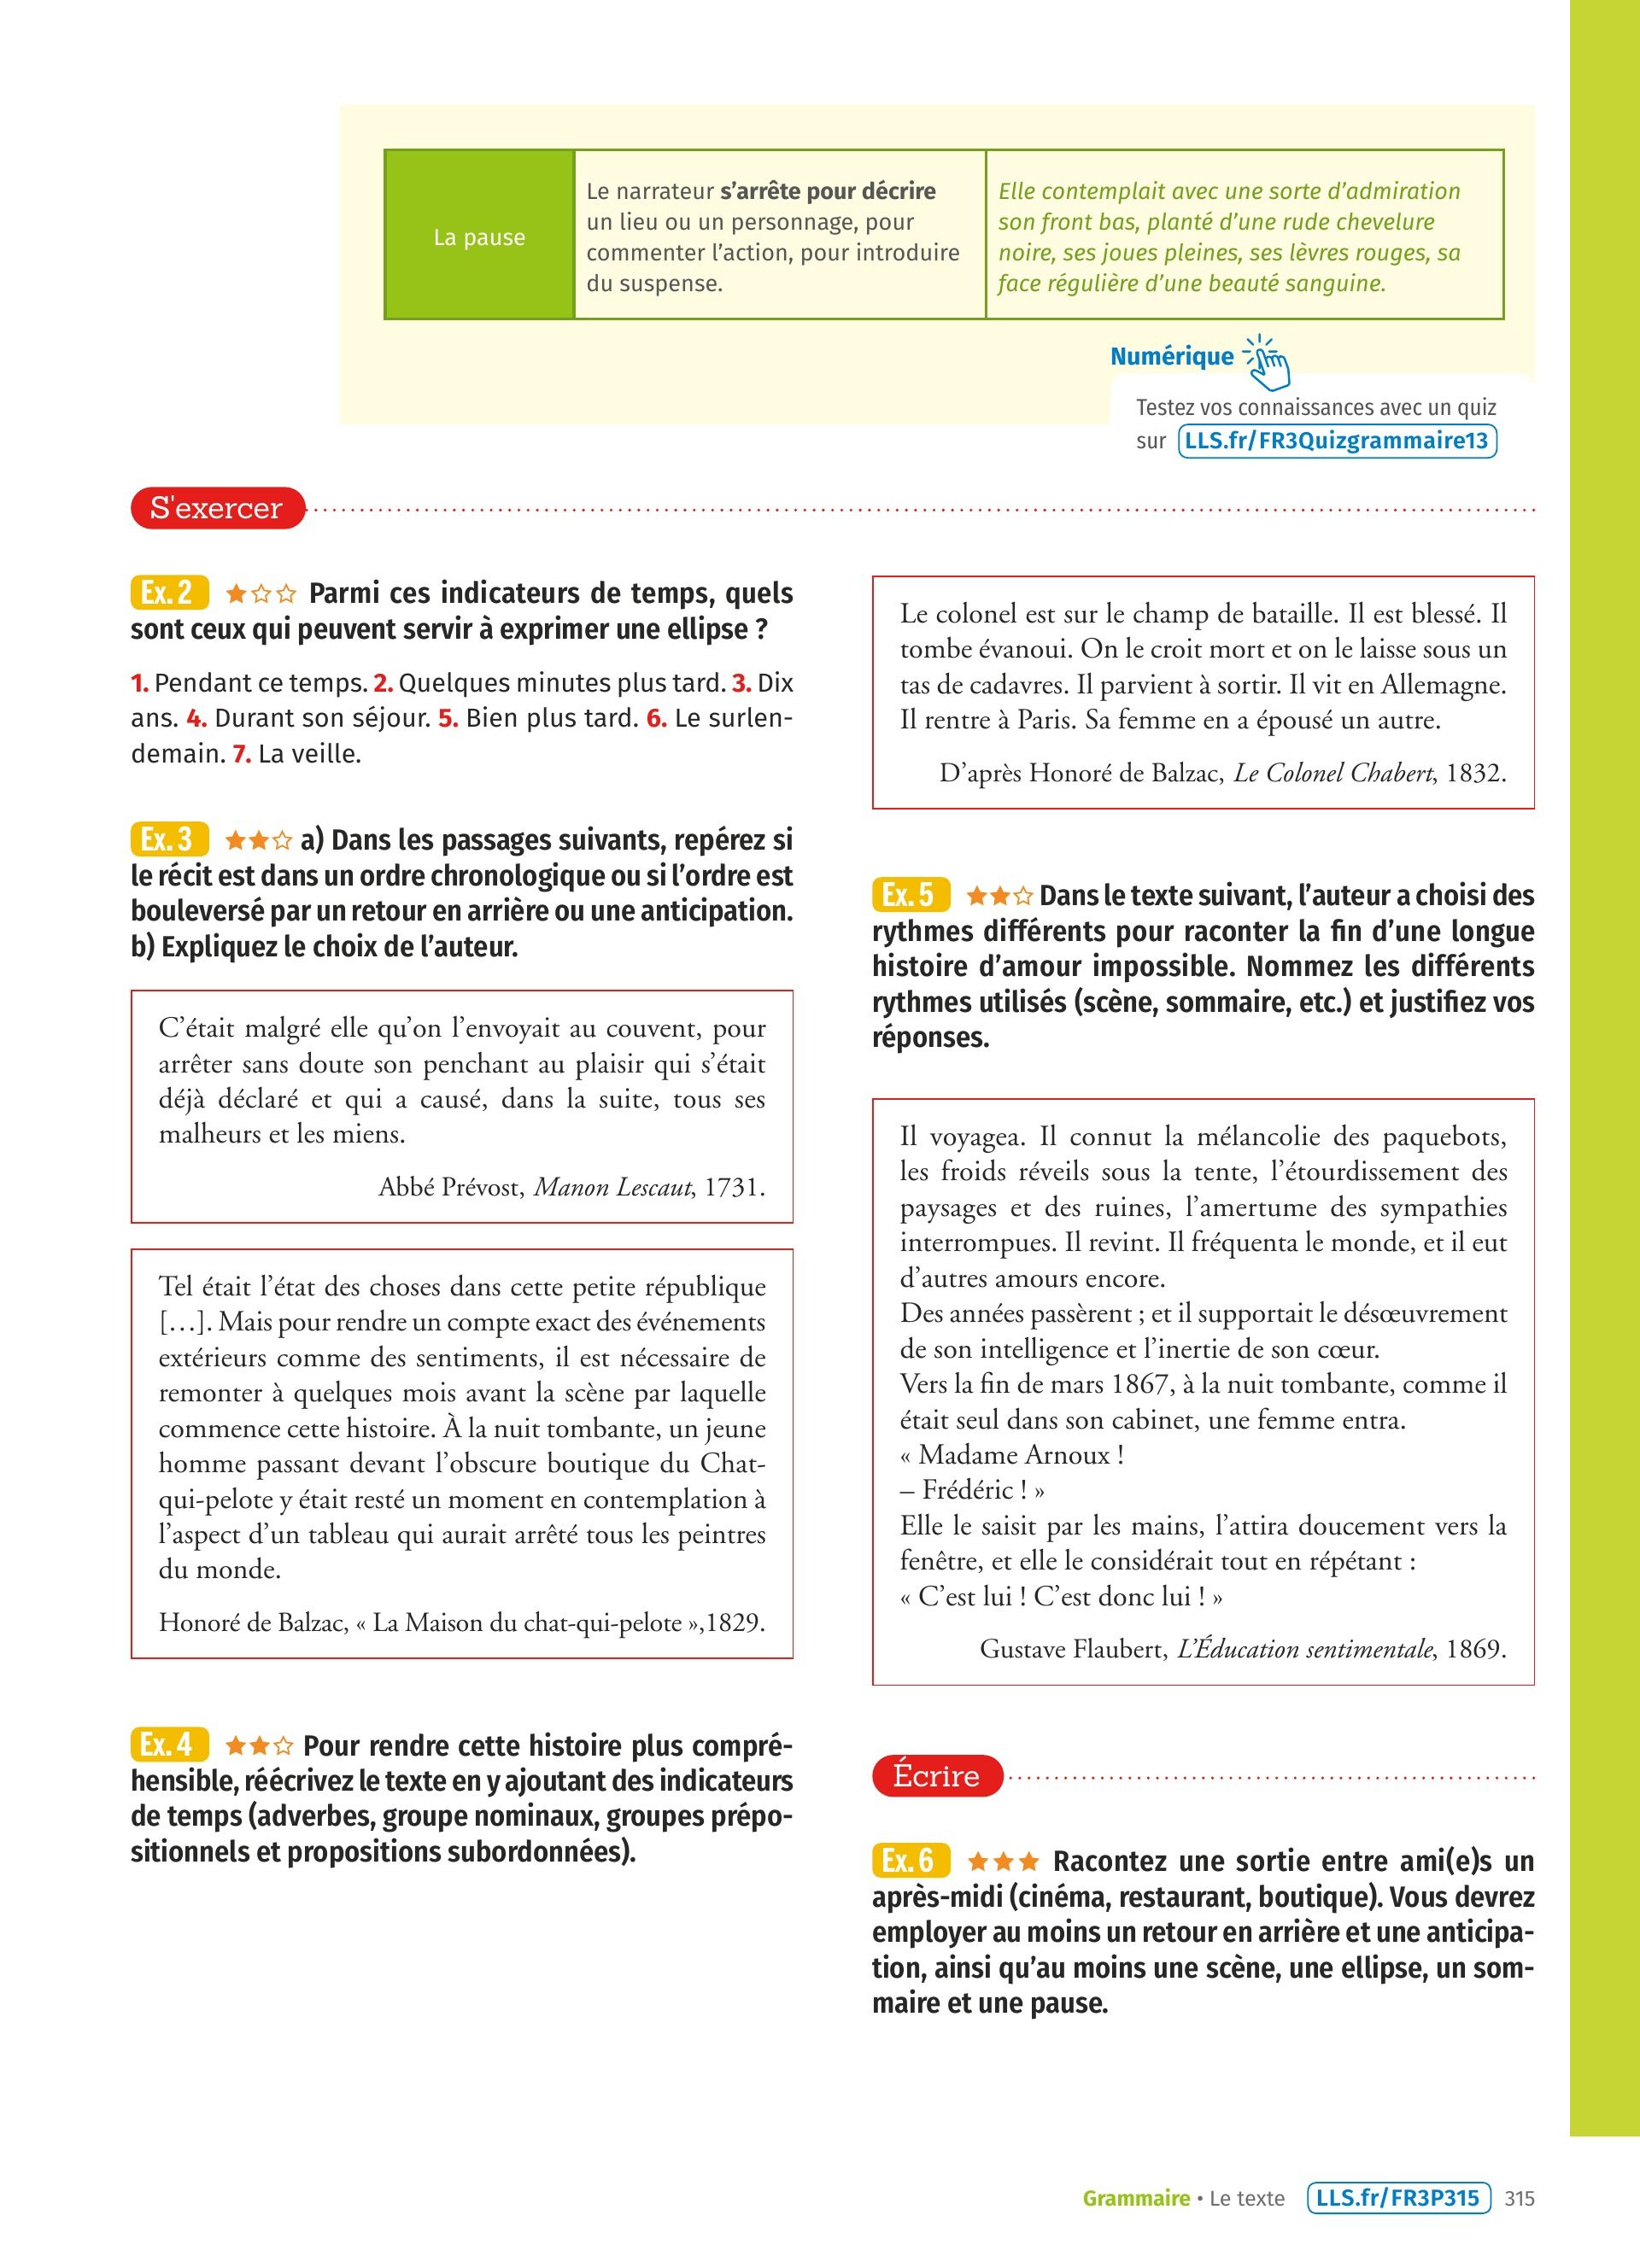 La pause
Le narrateur s'arrête pour décrire
un lieu ou un personnage, pour
commenter l'action, pour introduire
du suspense.
Elle contemplait avec une sorte d'admiration
son front bas, planté d'une rude chevelure
noire, ses joues pleines, ses lèvres rouges, sa
face régulière d'une beauté sanguine.
Numérique
Testez vos connaissances avec un quiz
sur LLS.fr/FR3Quizgrammaire13
S'exercer
Ex. 2 ★☆☆ Parmi ces indicateurs de temps, quels
sont ceux qui peuvent servir à exprimer une ellipse ?
1. Pendant ce temps. 2. Quelques minutes plus tard. 3. Dix
ans. 4. Durant son séjour. 5. Bien plus tard. 6. Le surlen-
demain. 7. La veille.
Ex. 3 ★★☆ a) Dans les passages suivants, repérez si
le récit est dans un ordre chronologique ou si l'ordre est
bouleversé par un retour en arrière ou une anticipation.
b) Expliquez le choix de l'auteur.
C'était malgré elle qu'on l'envoyait au couvent, pour
arrêter sans doute son penchant au plaisir qui s'était
déjà déclaré et qui a causé, dans la suite, tous ses
malheurs et les miens.
Abbé Prévost, Manon Lescaut, 1731.
Tel était l'état des choses dans cette petite république
[…]. Mais pour rendre un compte exact des événements
extérieurs comme des sentiments, il est nécessaire de
remonter à quelques mois avant la scène par laquelle
commence cette histoire. À la nuit tombante, un jeune
homme passant devant l'obscure boutique du Chat-
qui-pelote y était resté un moment en contemplation à
l'aspect d'un tableau qui aurait arrêté tous les peintres
du monde.
Honoré de Balzac, « La Maison du chat-qui-pelote »,1829.
Ex. 4 ★★☆ Pour rendre cette histoire plus compré-
hensible, réécrivez le texte en y ajoutant des indicateurs
de temps (adverbes, groupe nominaux, groupes prépo-
sitionnels et propositions subordonnées).
Le colonel est sur le champ de bataille. Il est blessé. Il
tombe évanoui. On le croit mort et on le laisse sous un
tas de cadavres. Il parvient à sortir. Il vit en Allemagne.
Il rentre à Paris. Sa femme en a épousé un autre.
D'après Honoré de Balzac, Le Colonel Chabert, 1832.
Ex. 5 ★★☆ Dans le texte suivant, l'auteur a choisi des
rythmes différents pour raconter la fin d'une longue
histoire d'amour impossible. Nommez les différents
rythmes utilisés (scène, sommaire, etc.) et justifiez vos
réponses.
Il voyagea. Il connut la mélancolie des paquebots,
les froids réveils sous la tente, l'étourdissement des
paysages et des ruines, l'amertume des sympathies
interrompues. Il revint. Il fréquenta le monde, et il eut
d'autres amours encore.
Des années passèrent ; et il supportait le désœuvrement
de son intelligence et l'inertie de son cœur.
Vers la fin de mars 1867, à la nuit tombante, comme il
était seul dans son cabinet, une femme entra.
« Madame Arnoux !
– Frédéric ! »
Elle le saisit par les mains, l'attira doucement vers la
fenêtre, et elle le considérait tout en répétant :
« C'est lui ! C'est donc lui ! »
Gustave Flaubert, L'Éducation sentimentale, 1869.
Écrire
Ex. 6 ★★★ Racontez une sortie entre ami(e)s un
après-midi (cinéma, restaurant, boutique). Vous devrez
employer au moins un retour en arrière et une anticipa-
tion, ainsi qu'au moins une scène, une ellipse, un som-
maire et une pause.
Grammaire • Le texte LLS.fr/FR3P315 315